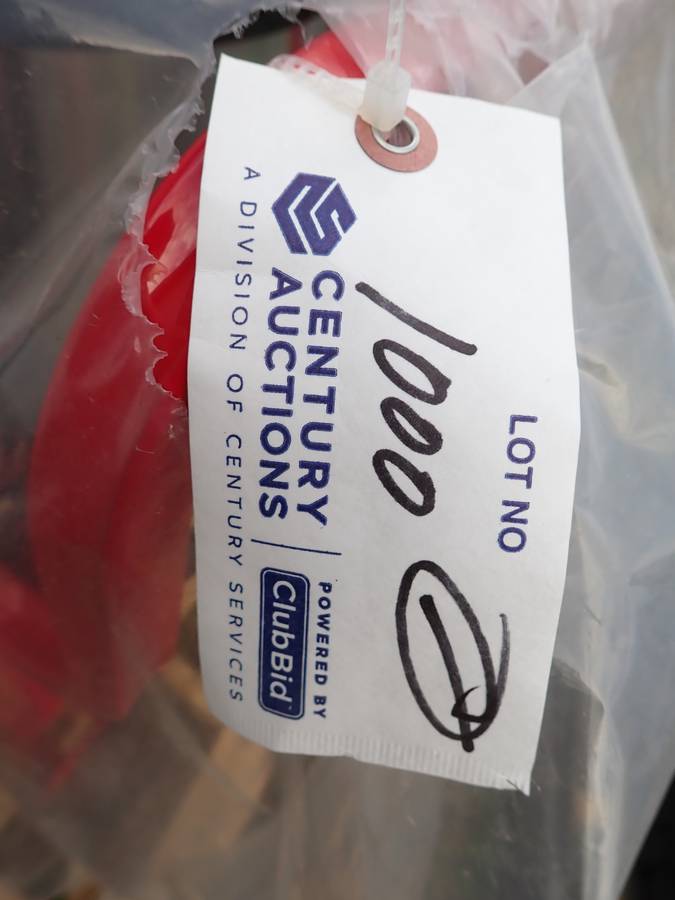 LOT NO
1000
CENTURY
AUCTIONS
POWERED BY
ClubBid
A DIVISION OF CENTURY SERVICES